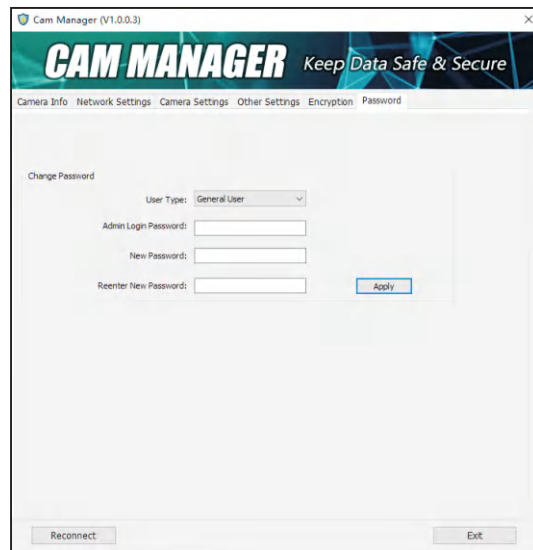 Cam Manager (V1.0.0.3)
CAM MANAGER Keep Data Safe & Secure
Camera Info Network Settings Camera Settings Other Settings Encryption Password
Change Password
User Type: General User
Admin Login Password:
New Password:
Reenter New Password: Apply
Reconnect Exit